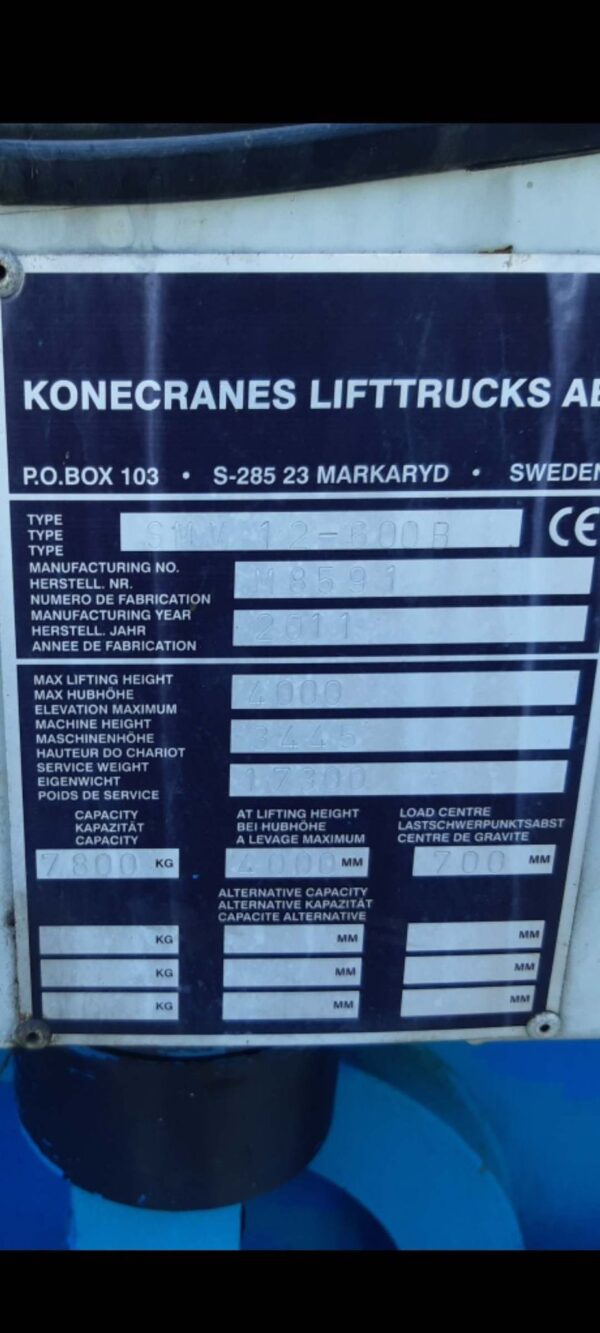 KONECRANES LIFTTRUCKS AB
P.O.BOX 103 • S-285 23 MARKARYD • SWEDEN
TYPE
TYPE SMV 12-600B CE
TYPE
MANUFACTURING NO.
HERSTELL. NR. M8591
NUMERO DE FABRICATION
MANUFACTURING YEAR
HERSTELL. JAHR 2011
ANNEE DE FABRICATION
MAX LIFTING HEIGHT
MAX HUBHÖHE 4000
ELEVATION MAXIMUM
MACHINE HEIGHT
MASCHINENHÖHE 3445
HAUTEUR DO CHARIOT
SERVICE WEIGHT
EIGENWICHT 17300
POIDS DE SERVICE
CAPACITY AT LIFTING HEIGHT LOAD CENTRE
KAPAZITÄT BEI HUBHÖHE LASTSCHWERPUNKTSABST
CAPACITY A LEVAGE MAXIMUM CENTRE DE GRAVITE
7800 KG 4000 MM 700 MM
ALTERNATIVE CAPACITY
ALTERNATIVE KAPAZITÄT
CAPACITE ALTERNATIVE
KG MM MM
KG MM MM
KG MM MM